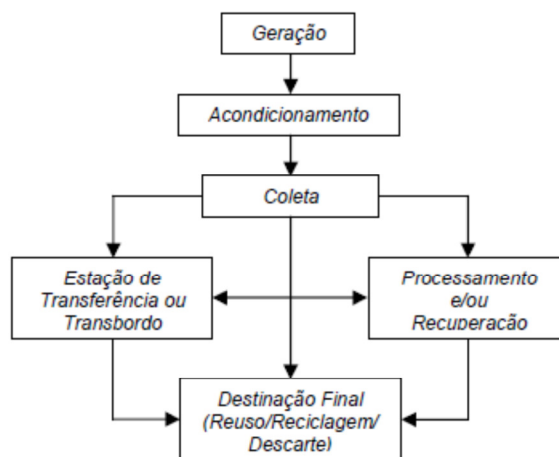 Geração
Acondicionamento
Coleta
Estação de
Transferência ou
Transbordo
Processamento
e/ou
Recuperação
Destinação Final
(Reuso/Reciclagem/
Descarte)